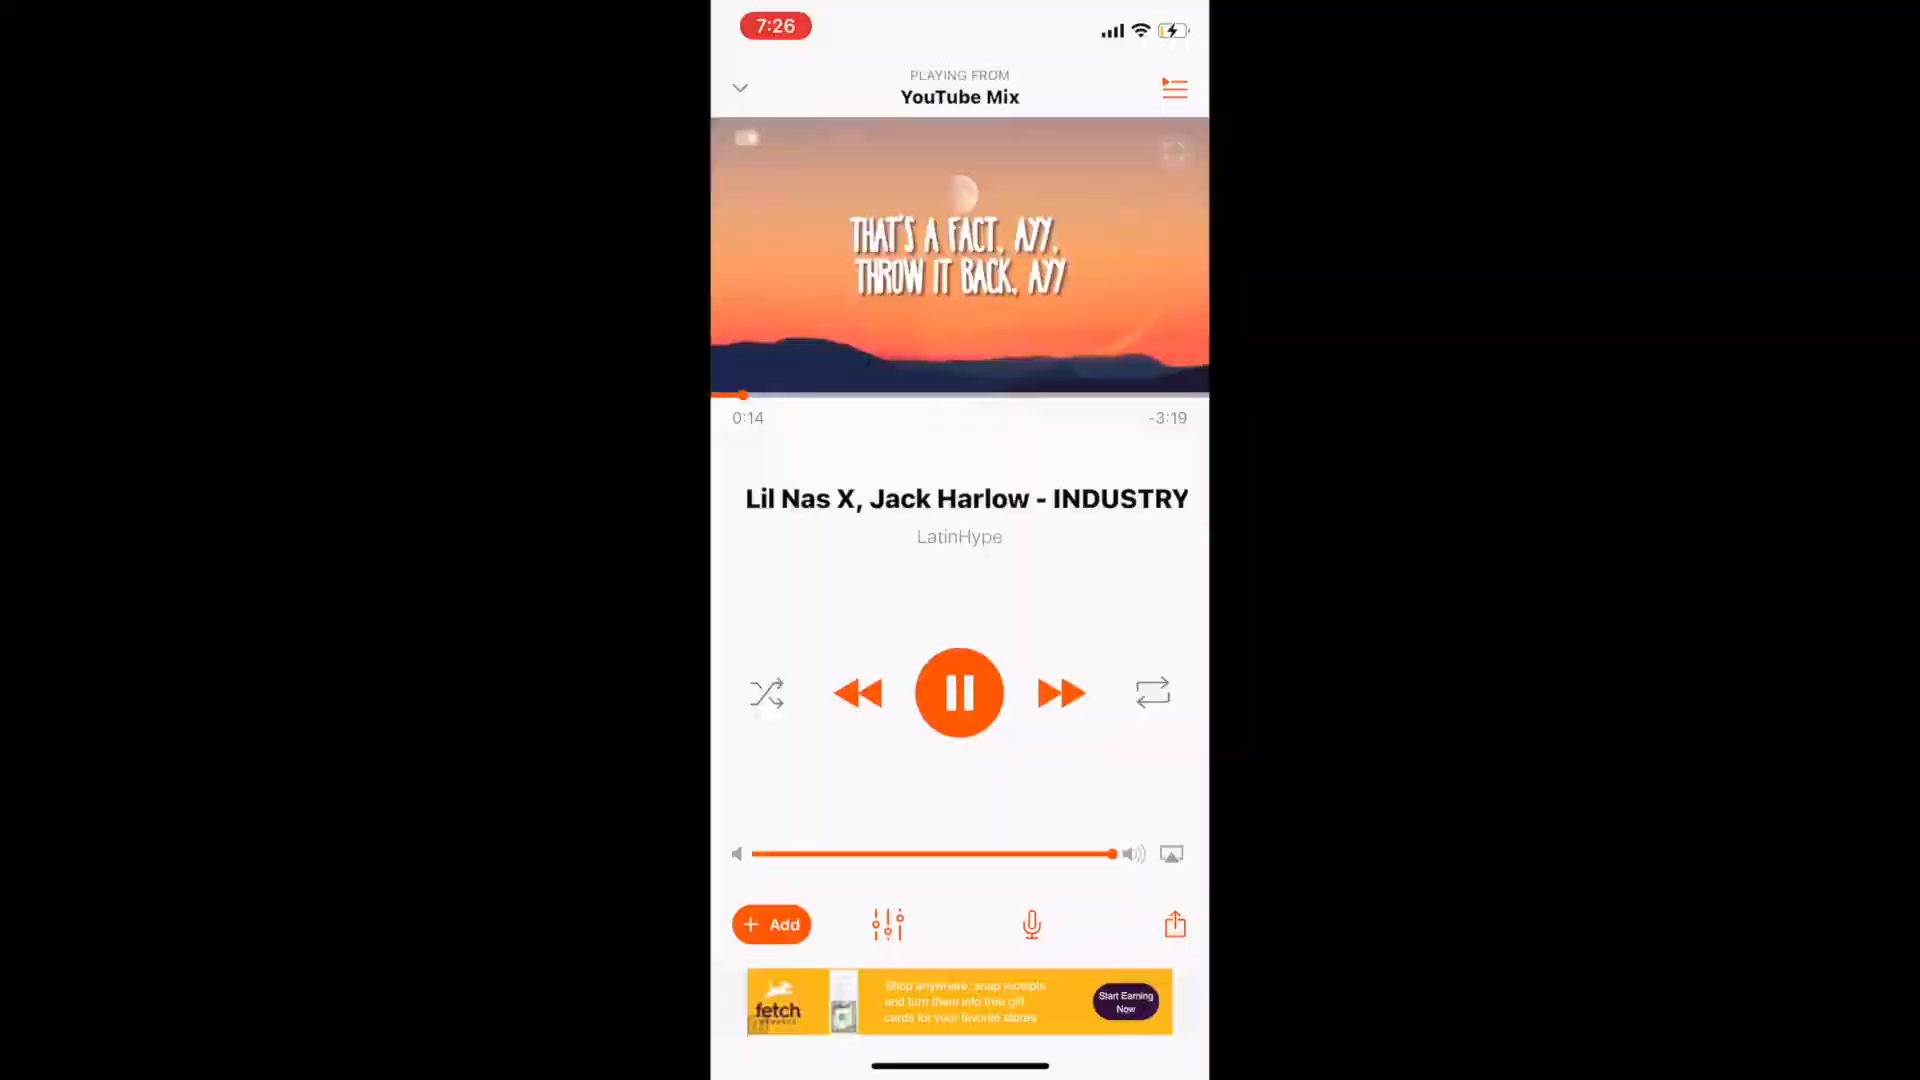 7:26
PLAYING FROM
YouTube Mix
THAT'S A FACT, AYY,
THROW IT BACK, AYY
0:14
-3:19
Lil Nas X, Jack Harlow - INDUSTRY
LatinHype
+ Add
fetch
Shop anywhere, snap receipts
and turn them into free gift
cards for your favorite stores
Start Earning
Now